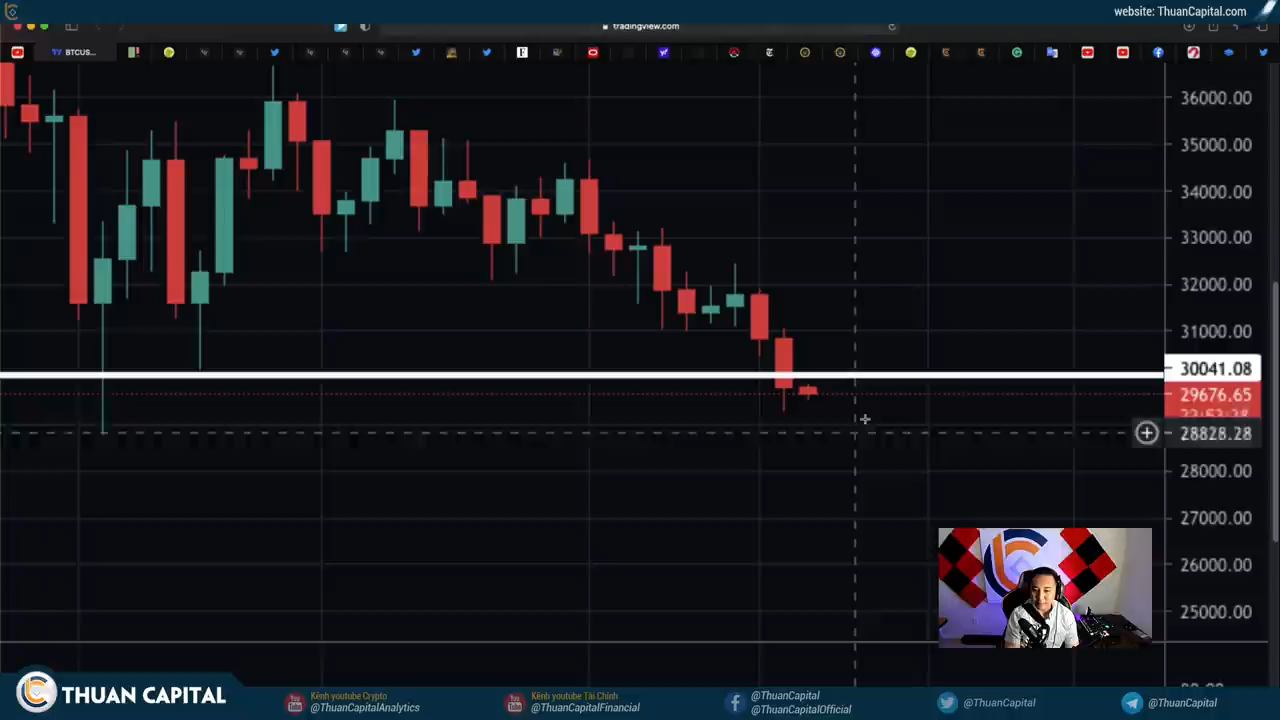 website: ThuanCapital.com
tradingview.com
BTCUS...
36000.00
35000.00
34000.00
33000.00
32000.00
31000.00
30041.08
29676.65
28828.28
28000.00
27000.00
26000.00
25000.00
THUAN CAPITAL
Kênh youtube Crypto
@ThuanCapitalAnalytics
Kênh youtube Tài Chính
@ThuanCapitalFinancial
@ThuanCapital
@ThuanCapitalOfficial
@ThuanCapital
@ThuanCapital